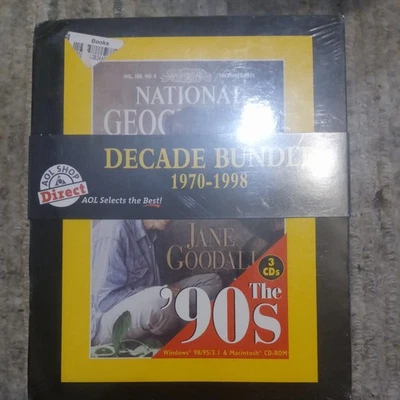 Books
NATIONAL
GEOG
DECADE BUNDLE
1970-1998
AOL SHOP
Direct
AOL Selects the Best!
JANE
GOODALL
3
CDs
The
'90s
Windows 98/95/3.1 & Macintosh CD-ROM